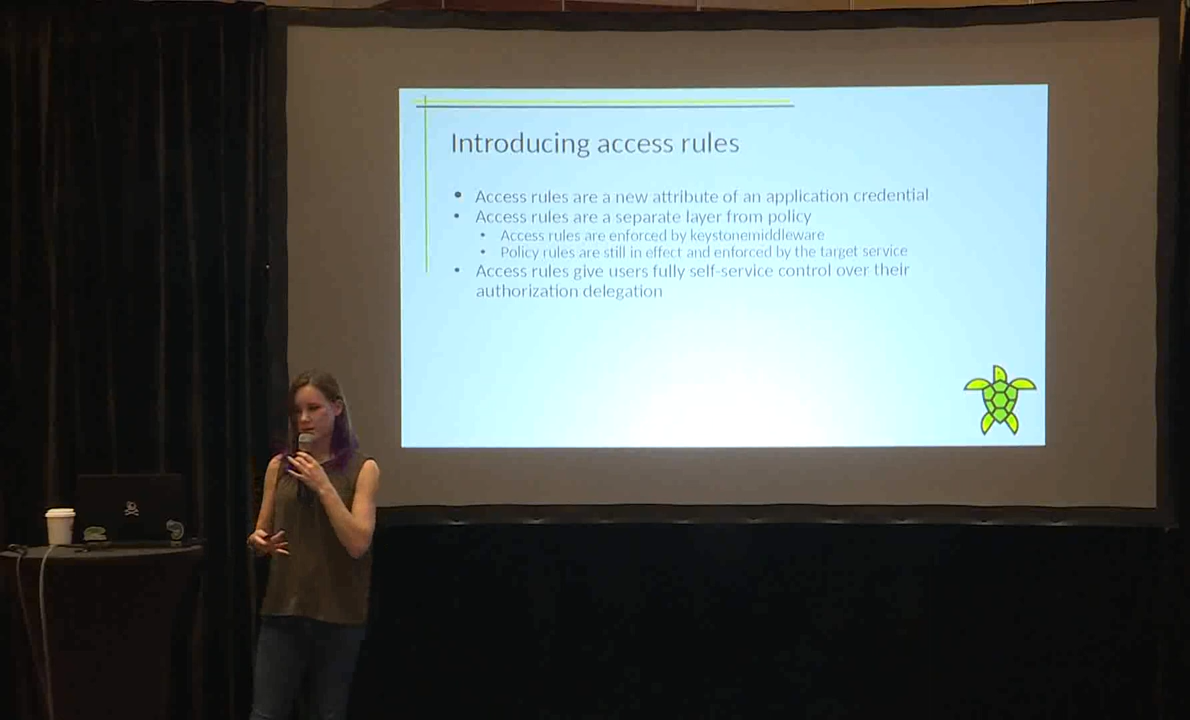 Introducing access rules
• Access rules are a new attribute of an application credential
• Access rules are a separate layer from policy
• Access rules are enforced by keystonemiddleware
• Policy rules are still in effect and enforced by the target service
• Access rules give users fully self-service control over their
authorization delegation